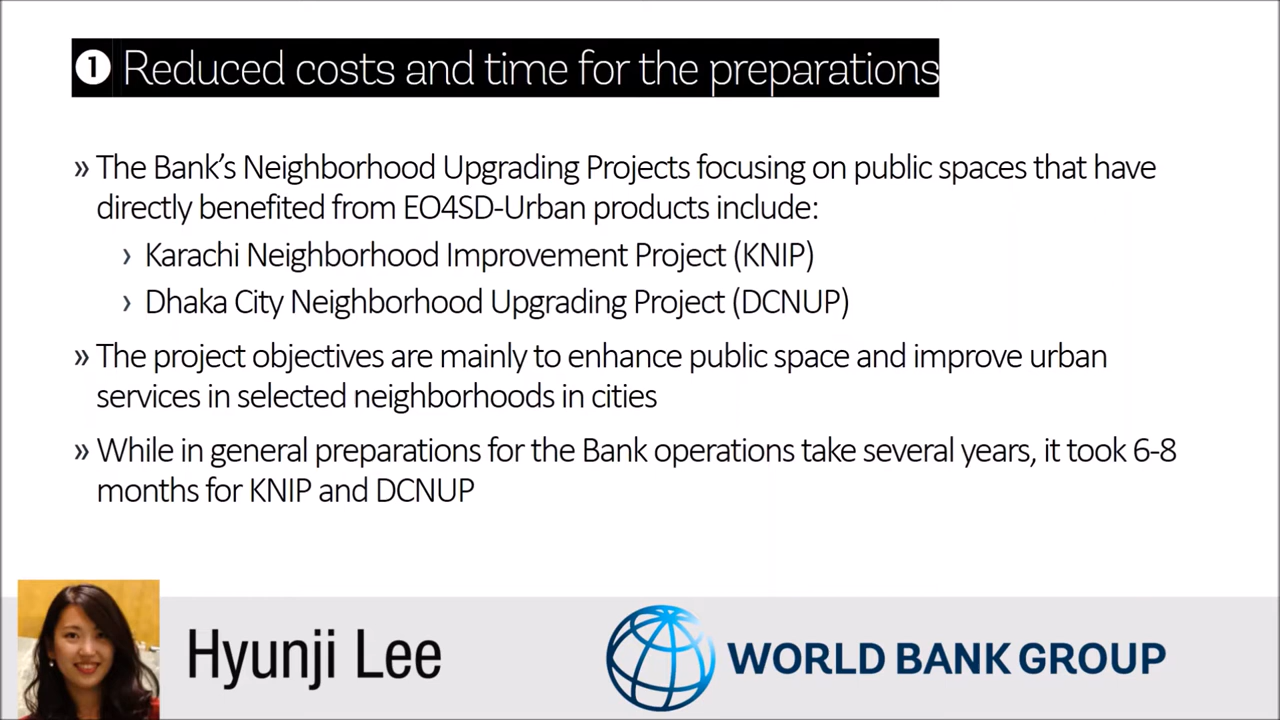 ❶ Reduced costs and time for the preparations
» The Bank’s Neighborhood Upgrading Projects focusing on public spaces that have
directly benefited from EO4SD-Urban products include:
› Karachi Neighborhood Improvement Project (KNIP)
› Dhaka City Neighborhood Upgrading Project (DCNUP)
» The project objectives are mainly to enhance public space and improve urban
services in selected neighborhoods in cities
» While in general preparations for the Bank operations take several years, it took 6-8
months for KNIP and DCNUP
Hyunji Lee
WORLD BANK GROUP